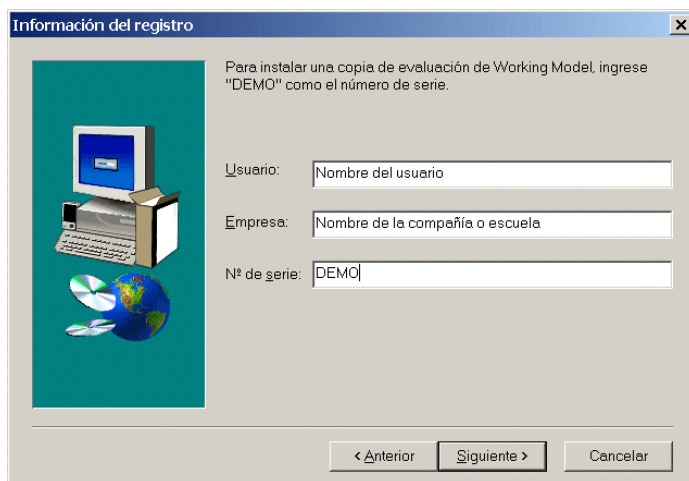 Información del registro
Para instalar una copia de evaluación de Working Model, ingrese
"DEMO" como el número de serie.
Usuario: Nombre del usuario
Empresa: Nombre de la compañía o escuela
Nº de serie: DEMO
< Anterior Siguiente > Cancelar